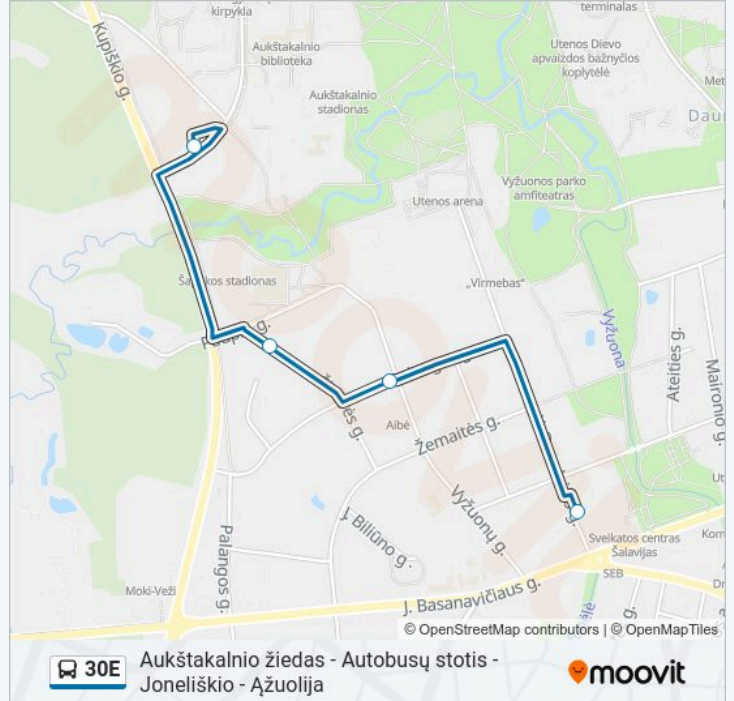 kirpykla
terminalas
Kupiškio g.
Aukštakalnio
biblioteka
Utenos Dievo
apvaizdos bažnyčios
koplytėlė
Met
Aukštakalnio
stadionas
Dau
Vyžuonos parko
amfiteatras
Utenos arena
stadionas
„Virmebas“
Vyžuona
Ateities g.
Maironio g.
Aibė
Žemaitės g.
Vyžuonų g.
J. Biliūno g.
Ut
Palangos g.
Sveikatos centras
Šalavijas
Kom
SEB
Moki-Veži
J. Basanavičiaus g.
g.
© OpenStreetMap contributors | © OpenMapTiles
30E
Aukštakalnio žiedas - Autobusų stotis -
Joneliškio - Ąžuolija
moovit